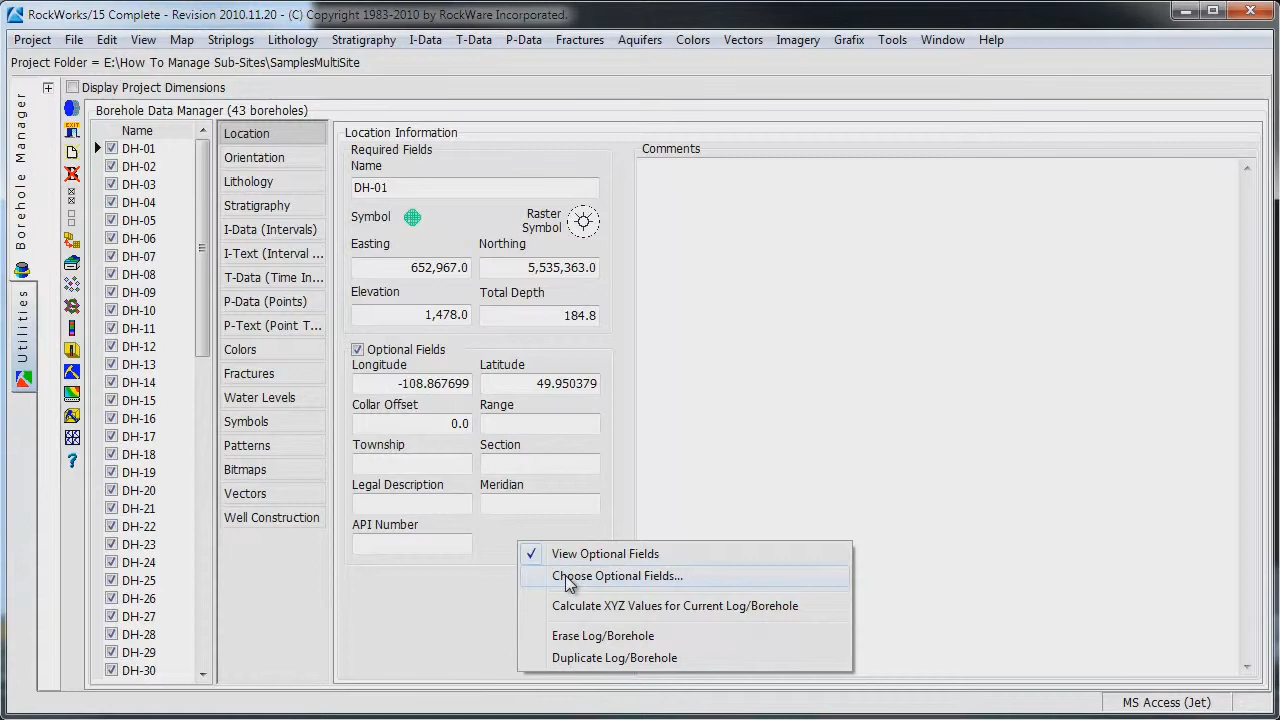 RockWorks/15 Complete - Revision 2010.11.20 - (C) Copyright 1983-2010 by RockWare Incorporated.
Project File Edit View Map Striplogs Lithology Stratigraphy I-Data T-Data P-Data Fractures Aquifers Colors Vectors Imagery Grafix Tools Window Help
Project Folder = E:\How To Manage Sub-Sites\SamplesMultiSite
Display Project Dimensions
Borehole Manager
Utilities
Borehole Data Manager (43 boreholes)
Name
DH-01
DH-02
DH-03
DH-04
DH-05
DH-06
DH-07
DH-08
DH-09
DH-10
DH-11
DH-12
DH-13
DH-14
DH-15
DH-16
DH-17
DH-18
DH-19
DH-20
DH-21
DH-22
DH-23
DH-24
DH-25
DH-26
DH-27
DH-28
DH-29
DH-30
Location
Orientation
Lithology
Stratigraphy
I-Data (Intervals)
I-Text (Interval ...
T-Data (Time In...
P-Data (Points)
P-Text (Point T...
Colors
Fractures
Water Levels
Symbols
Patterns
Bitmaps
Vectors
Well Construction
Location Information
Required Fields
Name
DH-01
Symbol
Raster
Symbol
Easting Northing
652,967.0 5,535,363.0
Elevation Total Depth
1,478.0 184.8
Optional Fields
Longitude Latitude
-108.867699 49.950379
Collar Offset Range
0.0
Township Section
Legal Description Meridian
API Number
Comments
View Optional Fields
Choose Optional Fields...
Calculate XYZ Values for Current Log/Borehole
Erase Log/Borehole
Duplicate Log/Borehole
MS Access (Jet)